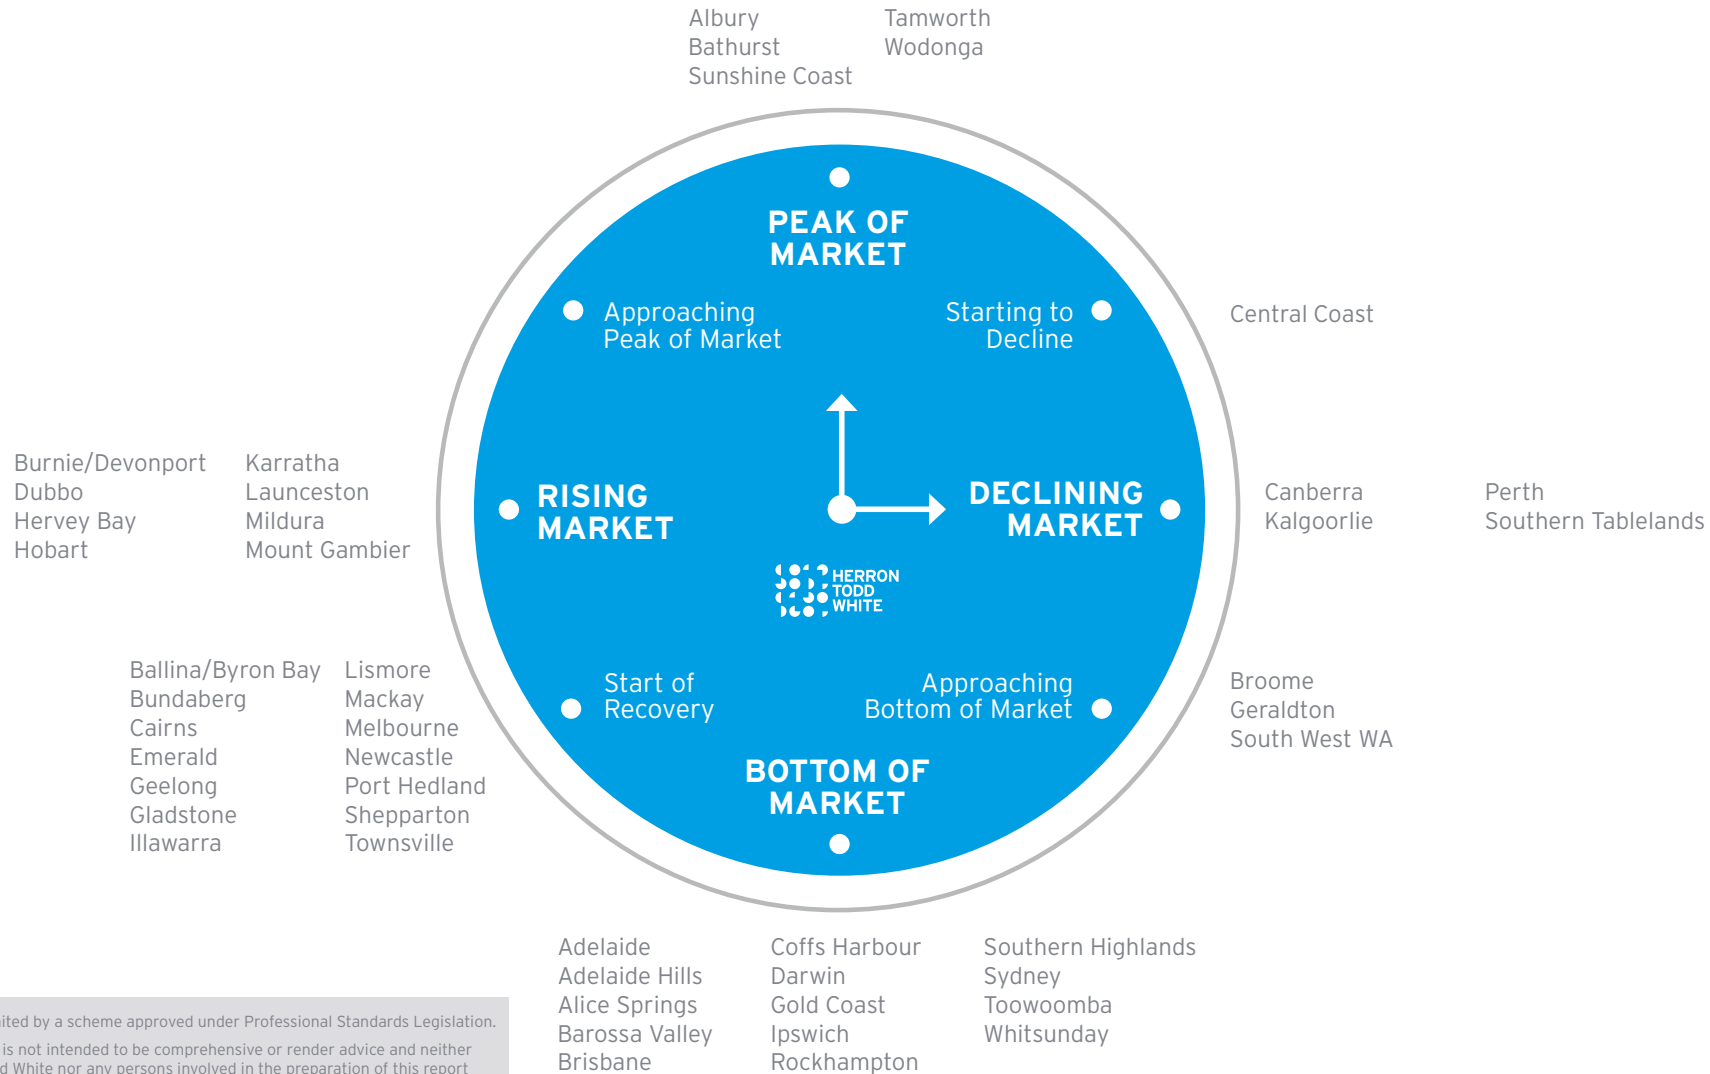 Albury
Bathurst
Sunshine Coast
Tamworth
Wodonga
PEAK OF
MARKET
Approaching
Peak of Market
Starting to
Decline
Central Coast
Burnie/Devonport
Dubbo
Hervey Bay
Hobart
Karratha
Launceston
Mildura
Mount Gambier
RISING
MARKET
DECLINING
MARKET
Canberra
Kalgoorlie
Perth
Southern Tablelands
HERRON
TODD
WHITE
Ballina/Byron Bay
Bundaberg
Cairns
Emerald
Geelong
Gladstone
Illawarra
Lismore
Mackay
Melbourne
Newcastle
Port Hedland
Shepparton
Townsville
Start of
Recovery
Approaching
Bottom of Market
Broome
Geraldton
South West WA
BOTTOM OF
MARKET
Adelaide
Adelaide Hills
Alice Springs
Barossa Valley
Brisbane
Coffs Harbour
Darwin
Gold Coast
Ipswich
Rockhampton
Southern Highlands
Sydney
Toowoomba
Whitsunday
by a scheme approved under Professional Standards Legislation.
is not intended to be comprehensive or render advice and neither
White nor any persons involved in the preparation of this report